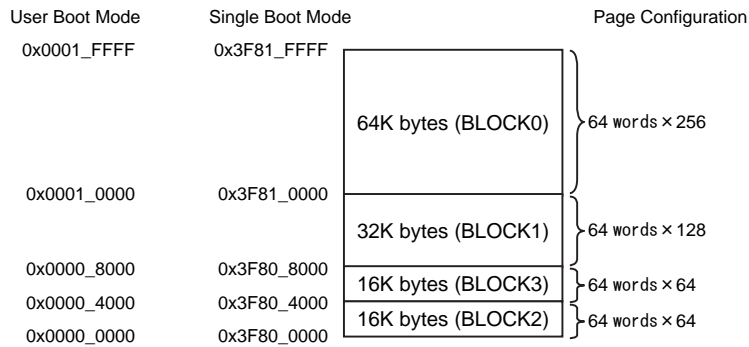 User Boot Mode Single Boot Mode Page Configuration
0x0001_FFFF 0x3F81_FFFF
64K bytes (BLOCK0) 64 words×256
0x0001_0000 0x3F81_0000
32K bytes (BLOCK1) 64 words×128
0x0000_8000 0x3F80_8000
16K bytes (BLOCK3) 64 words×64
0x0000_4000 0x3F80_4000
16K bytes (BLOCK2) 64 words×64
0x0000_0000 0x3F80_0000